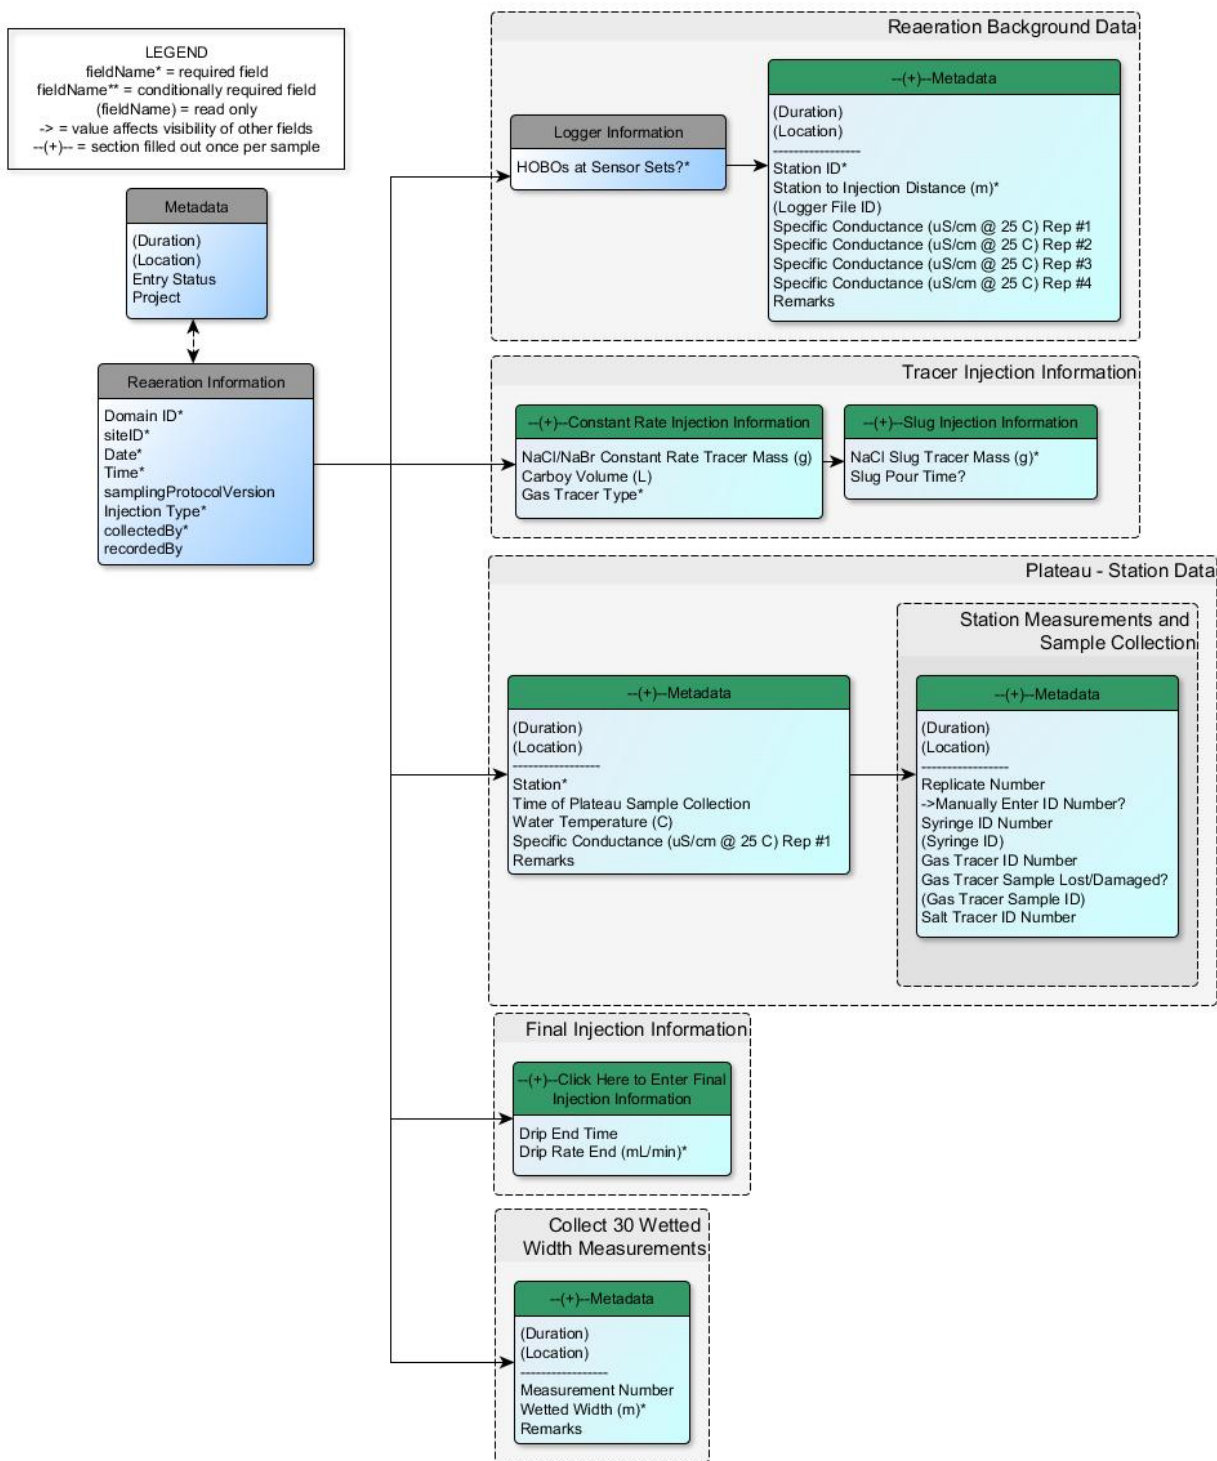 LEGEND
fieldName* = required field
fieldName** = conditionally required field
(fieldName) = read only
-> = value affects visibility of other fields
--(+)-- = section filled out once per sample
Metadata
(Duration)
(Location)
Entry Status
Project
Reaeration Information
Domain ID*
siteID*
Date*
Time*
samplingProtocolVersion
Injection Type*
collectedBy*
recordedBy
Reaeration Background Data
Logger Information
HOBOs at Sensor Sets?*
--(+)--Metadata
(Duration)
(Location)
-----------------
Station ID*
Station to Injection Distance (m)*
(Logger File ID)
Specific Conductance (uS/cm @ 25 C) Rep #1
Specific Conductance (uS/cm @ 25 C) Rep #2
Specific Conductance (uS/cm @ 25 C) Rep #3
Specific Conductance (uS/cm @ 25 C) Rep #4
Remarks
Tracer Injection Information
--(+)--Constant Rate Injection Information
NaCl/NaBr Constant Rate Tracer Mass (g)
Carboy Volume (L)
Gas Tracer Type*
--(+)--Slug Injection Information
NaCl Slug Tracer Mass (g)*
Slug Pour Time?
Plateau - Station Data
--(+)--Metadata
(Duration)
(Location)
-----------------
Station*
Time of Plateau Sample Collection
Water Temperature (C)
Specific Conductance (uS/cm @ 25 C) Rep #1
Remarks
Station Measurements and
Sample Collection
--(+)--Metadata
(Duration)
(Location)
-----------------
Replicate Number
->Manually Enter ID Number?
Syringe ID Number
(Syringe ID)
Gas Tracer ID Number
Gas Tracer Sample Lost/Damaged?
(Gas Tracer Sample ID)
Salt Tracer ID Number
Final Injection Information
--(+)--Click Here to Enter Final
Injection Information
Drip End Time
Drip Rate End (mL/min)*
Collect 30 Wetted
Width Measurements
--(+)--Metadata
(Duration)
(Location)
-----------------
Measurement Number
Wetted Width (m)*
Remarks